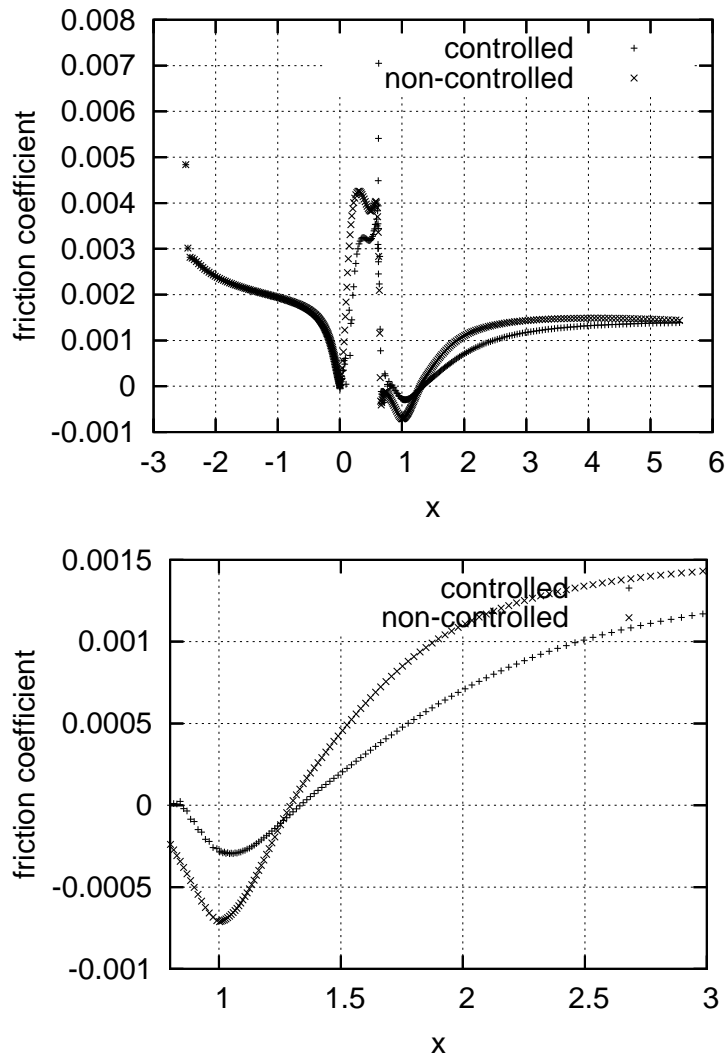 0.008
controlled
0.007
non-controlled
0.006
0.005
0.004
0.003
0.002
0.001
0
-0.001
friction coefficient
-3 -2 -1 0 1 2 3 4 5 6
x
0.0015
controlled
non-controlled
0.001
0.0005
0
-0.0005
-0.001
friction coefficient
1 1.5 2 2.5 3
x